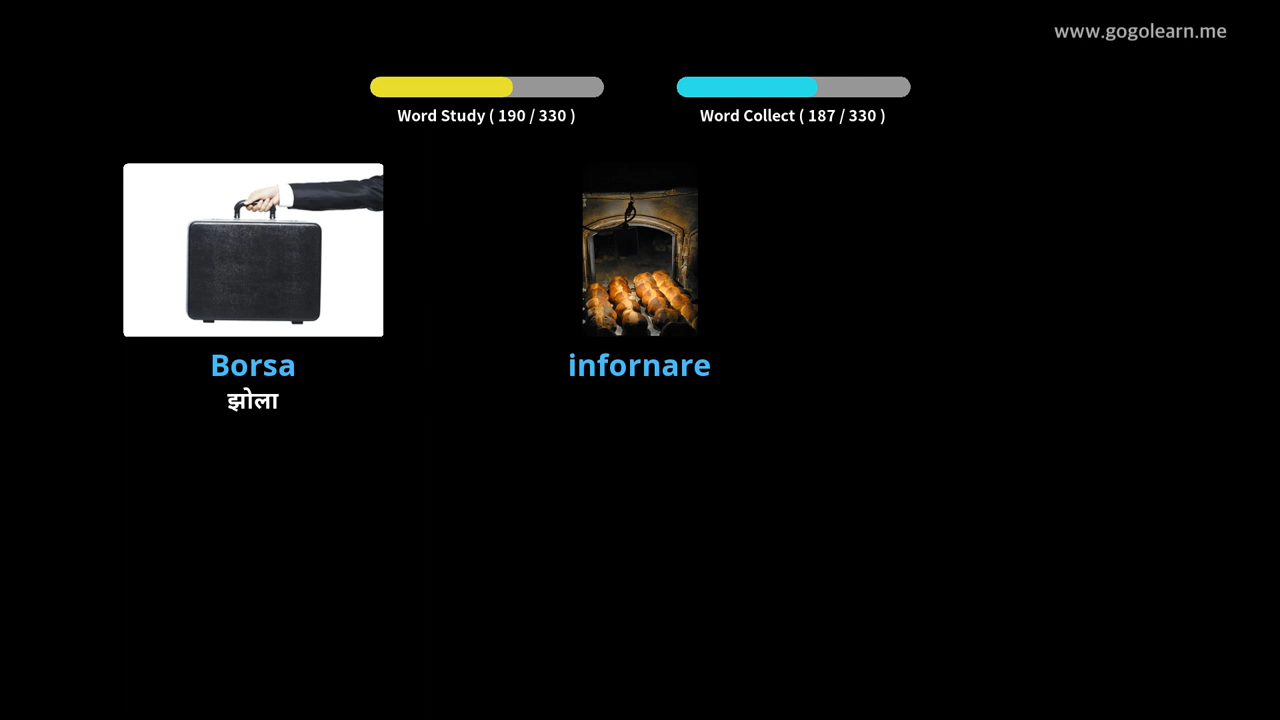 www.gogolearn.me
Word Study ( 190 / 330 )
Word Collect ( 187 / 330 )
Borsa
infornare
झोला